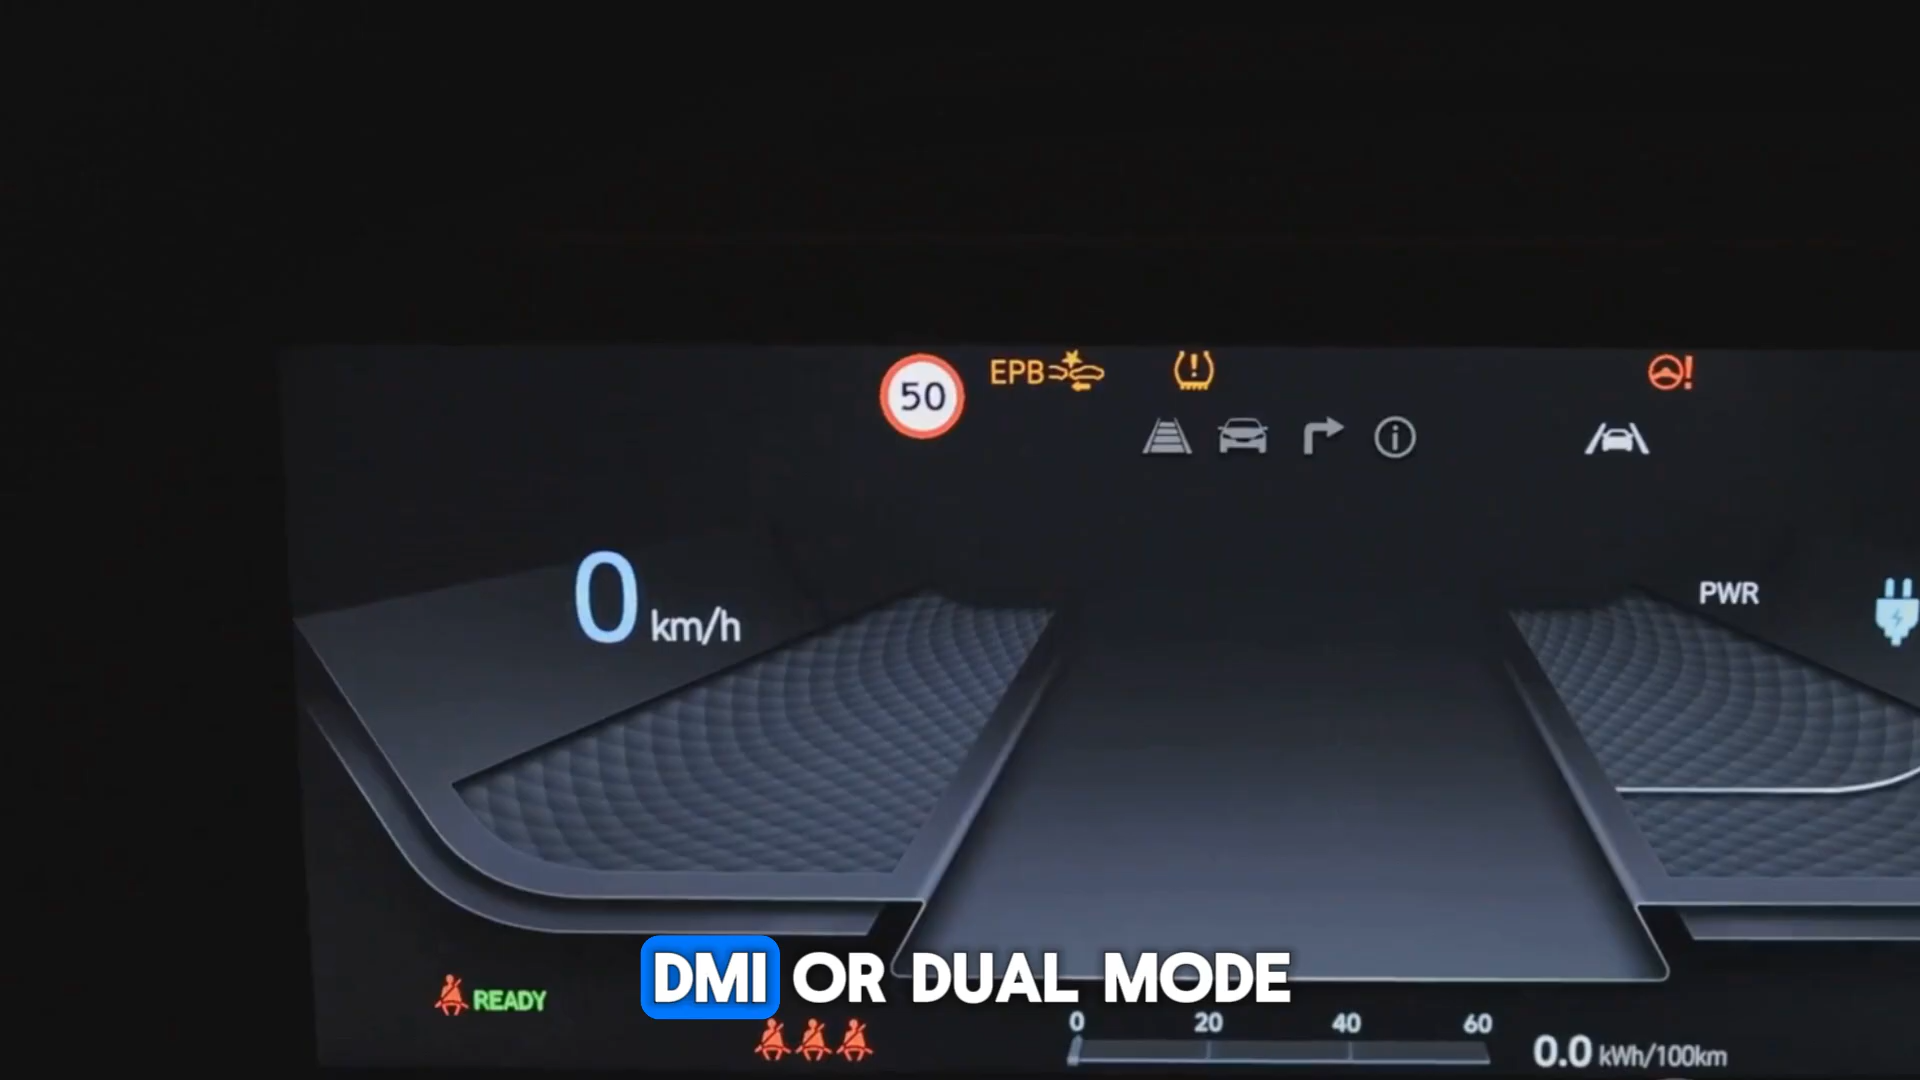 50
EPB
0 km/h
PWR
DMI OR DUAL MODE
READY
0 20 40 60
0.0 kWh/100km